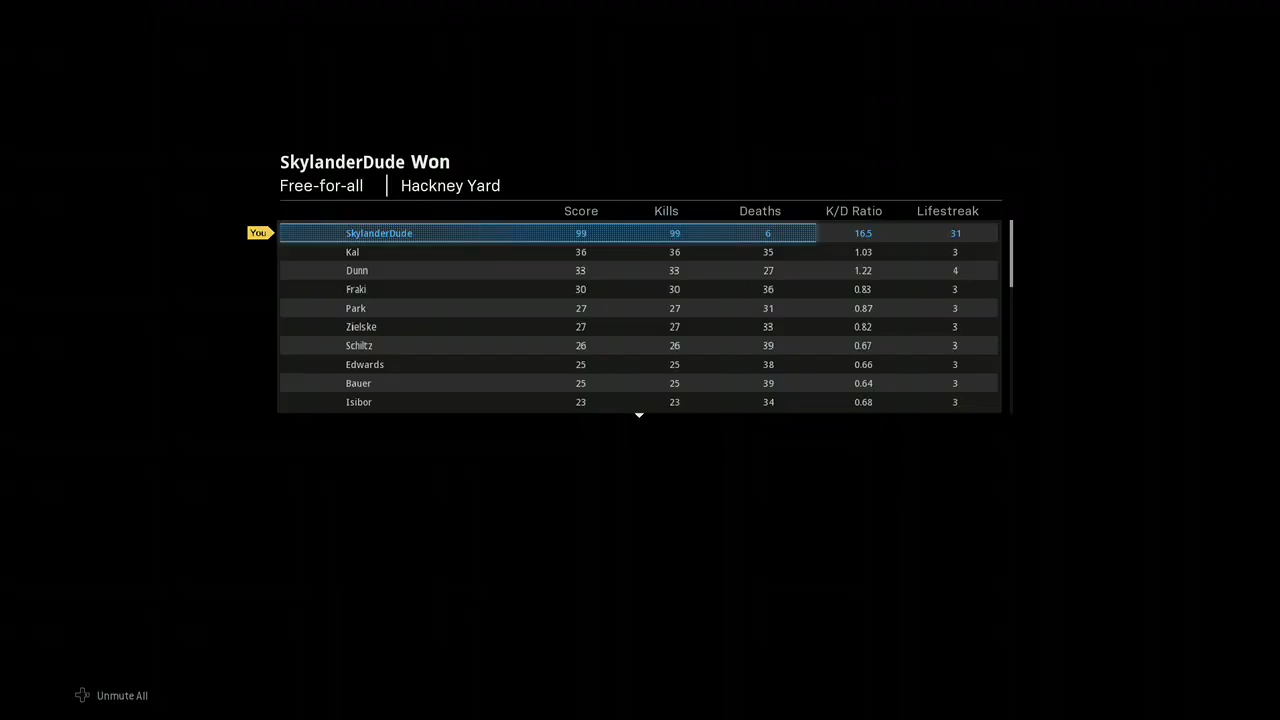 SkylanderDude Won
Free-for-all | Hackney Yard
Score Kills Deaths K/D Ratio Lifestreak
You SkylanderDude 99 99 6 16.5 31
Kal 36 36 35 1.03 3
Dunn 33 33 27 1.22 4
Fraki 30 30 36 0.83 3
Park 27 27 31 0.87 3
Zielske 27 27 33 0.82 3
Schiltz 26 26 39 0.67 3
Edwards 25 25 38 0.66 3
Bauer 25 25 39 0.64 3
Isibor 23 23 34 0.68 3
Unmute All